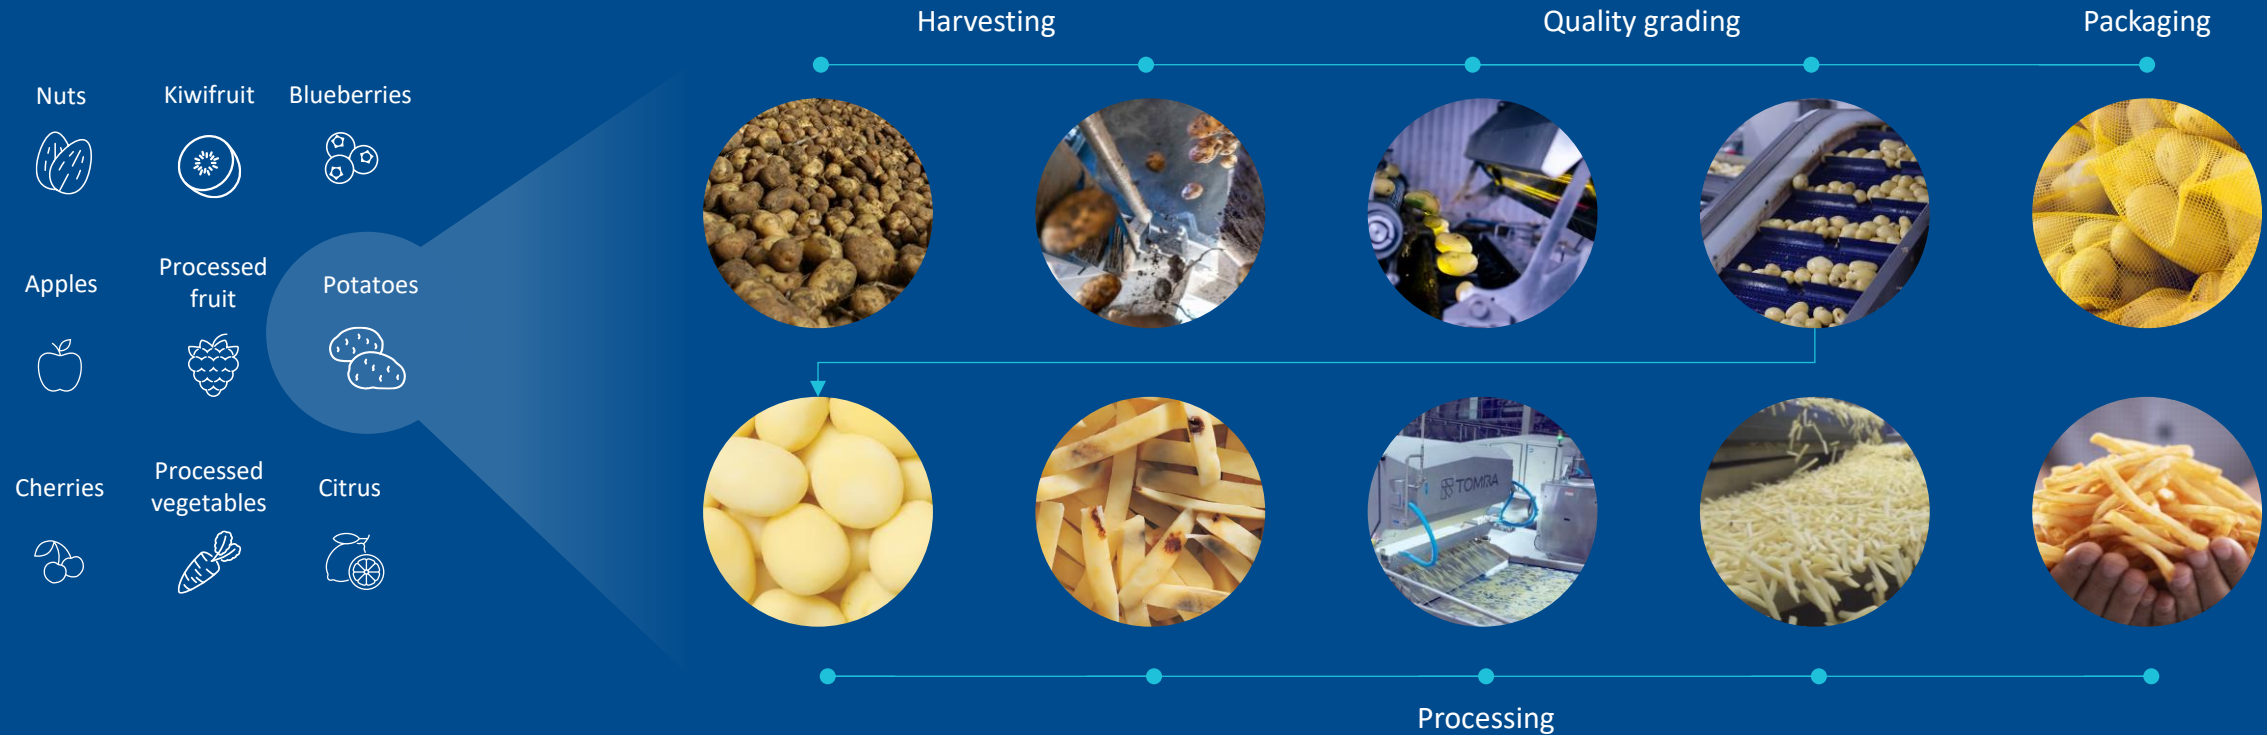 Harvesting
Quality grading
Packaging
Nuts
Kiwifruit
Blueberries
Apples
Processed
fruit
Potatoes
Cherries
Processed
vegetables
Citrus
TOMRA
Processing